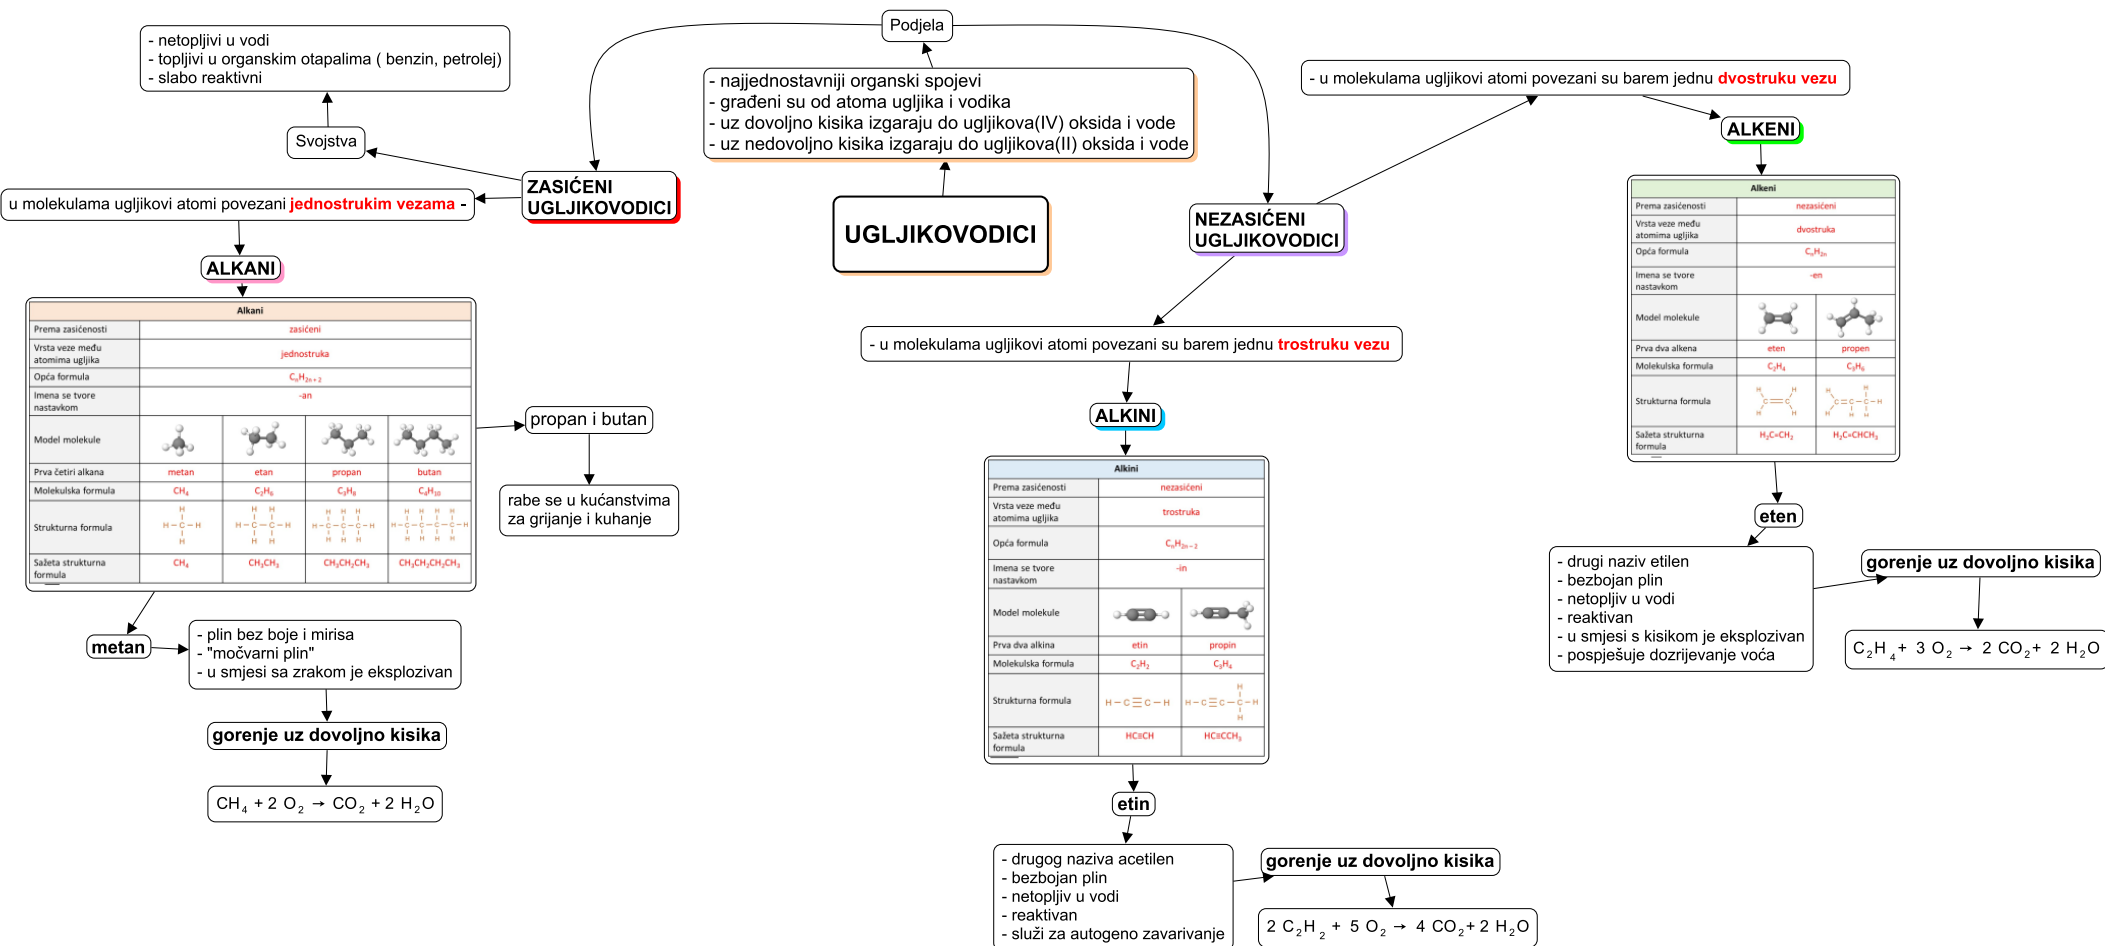 Podjela
- netopljivi u vodi
- topljivi u organskim otapalima ( benzin, petrolej)
- slabo reaktivni
Svojstva
- najjednostavniji organski spojevi
- građeni su od atoma ugljika i vodika
- uz dovoljno kisika izgaraju do ugljikova(IV) oksida i vode
- uz nedovoljno kisika izgaraju do ugljikova(II) oksida i vode
UGLJIKOVODICI
ZASIĆENI
UGLJIKOVODICI
u molekulama ugljikovi atomi povezani jednostrukim vezama -
ALKANI
Alkani
Prema zasićenosti zasićeni
Vrsta veze među
atomima ugljika jednostruka
Opća formula CₙH₂ₙ₊₂
Imena se tvore
nastavkom -an
Model molekule
Prva četiri alkana metan etan propan butan
Molekulska formula CH₄ C₂H₆ C₃H₈ C₄H₁₀
Strukturna formula
H H H H H H H H H H
H–C–H H–C–C–H H–C–C–C–H H–C–C–C–C–H
H H H H H H H H H H
Sažeta strukturna
formula CH₄ CH₃CH₃ CH₃CH₂CH₃ CH₃CH₂CH₂CH₃
propan i butan
rabe se u kućanstvima
za grijanje i kuhanje
metan
- plin bez boje i mirisa
- "močvarni plin"
- u smjesi sa zrakom je eksplozivan
gorenje uz dovoljno kisika
CH₄ + 2 O₂ → CO₂ + 2 H₂O
NEZASIĆENI
UGLJIKOVODICI
- u molekulama ugljikovi atomi povezani su barem jednu trostruku vezu
ALKINI
Alkini
Prema zasićenosti nezasićeni
Vrsta veze među
atomima ugljika trostruka
Opća formula CₙH₂ₙ₋₂
Imena se tvore
nastavkom -in
Model molekule
Prva dva alkina etin propin
Molekulska formula C₂H₂ C₃H₄
Strukturna formula
H
H–C≡C–H H–C≡C–C–H
H
Sažeta strukturna
formula HC≡CH HC≡CCH₃
etin
- drugog naziva acetilen
- bezbojan plin
- netopljiv u vodi
- reaktivan
- služi za autogeno zavarivanje
gorenje uz dovoljno kisika
2 C₂H₂ + 5 O₂ → 4 CO₂+ 2 H₂O
- u molekulama ugljikovi atomi povezani su barem jednu dvostruku vezu
ALKENI
Alkeni
Prema zasićenosti nezasićeni
Vrsta veze među
atomima ugljika dvostruka
Opća formula CₙH₂ₙ
Imena se tvore
nastavkom -en
Model molekule
Prva dva alkena eten propen
Molekulska formula C₂H₄ C₃H₆
Strukturna formula
H H H H
C=C C=C–C–H
H H H H H
Sažeta strukturna
formula H₂C=CH₂ H₂C=CHCH₃
eten
- drugi naziv etilen
- bezbojan plin
- netopljiv u vodi
- reaktivan
- u smjesi s kisikom je eksplozivan
- pospješuje dozrijevanje voća
gorenje uz dovoljno kisika
C₂H₄+ 3 O₂ → 2 CO₂+ 2 H₂O